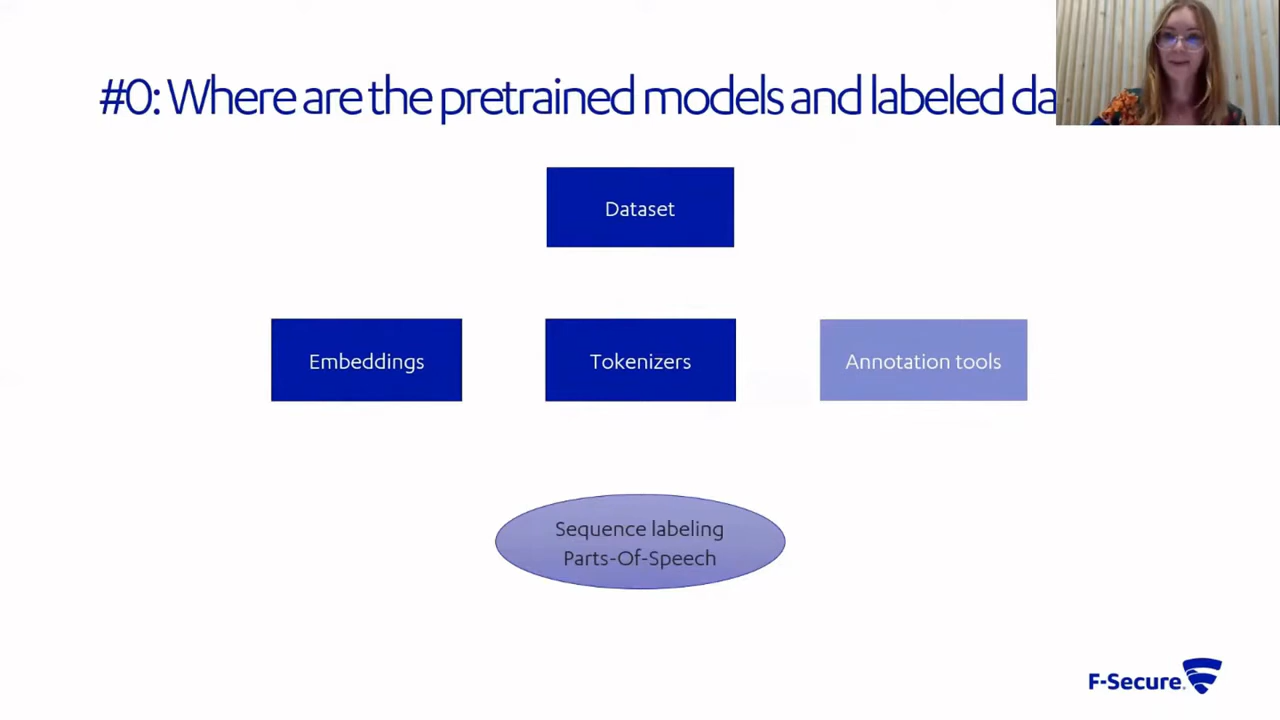 #0: Where are the pretrained models and labeled da
Dataset
Embeddings
Tokenizers
Annotation tools
Sequence labeling
Parts-Of-Speech
F-Secure